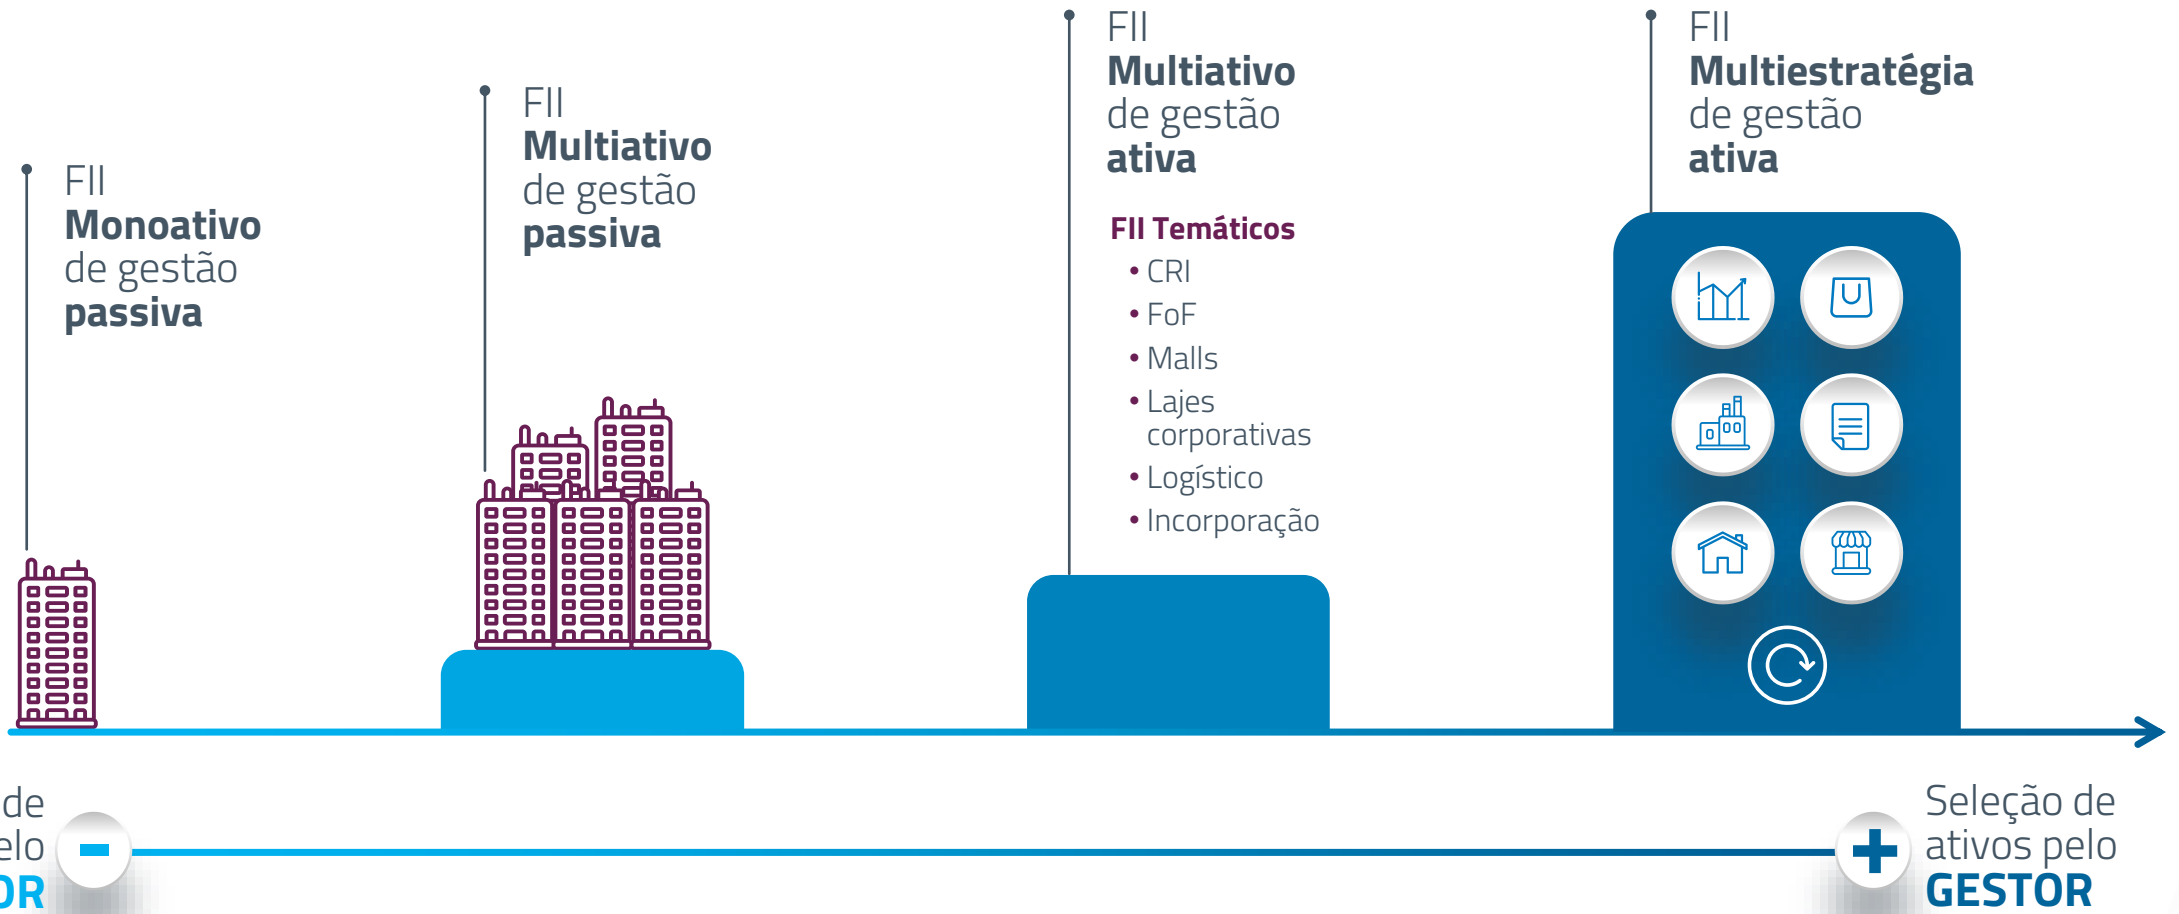 FII
Monoativo
de gestão
passiva
FII
Multiativo
de gestão
passiva
FII
Multiativo
de gestão
ativa
FII Temáticos
• CRI
• FoF
• Malls
• Lajes
corporativas
• Logístico
• Incorporação
FII
Multiestratégia
de gestão
ativa
de
elo
OR
Seleção de
ativos pelo
GESTOR